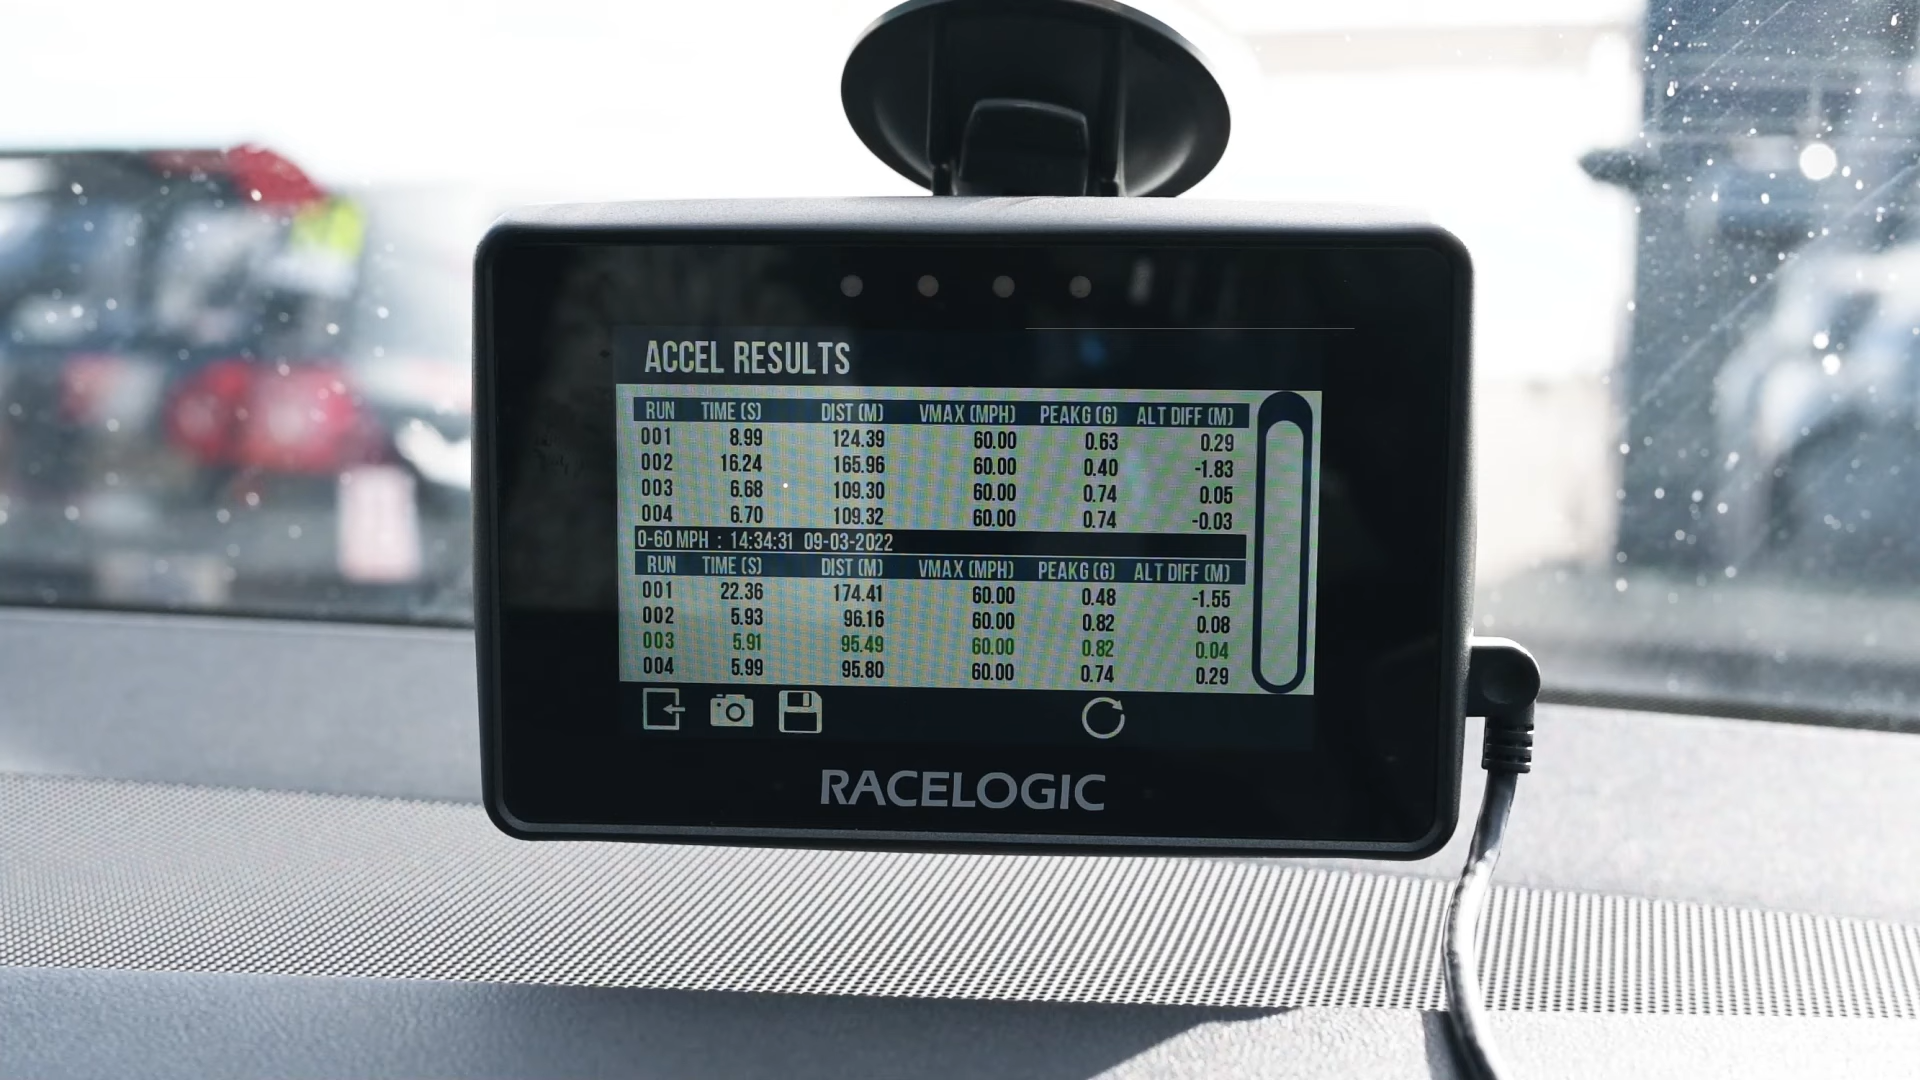 ACCEL RESULTS
RUN TIME (S) DIST (M) VMAX (MPH) PEAKG (G) ALT DIFF (M)
001 8.99 124.39 60.00 0.63 0.29
002 16.24 165.96 60.00 0.40 -1.83
003 6.68 109.30 60.00 0.74 0.05
004 6.70 109.32 60.00 0.74 -0.03
0-60 MPH : 14:34:31 09-03-2022
RUN TIME (S) DIST (M) VMAX (MPH) PEAKG (G) ALT DIFF (M)
001 22.36 174.41 60.00 0.48 -1.55
002 5.93 96.16 60.00 0.82 0.08
003 5.91 95.49 60.00 0.82 0.04
004 5.99 95.80 60.00 0.74 0.29
RACELOGIC